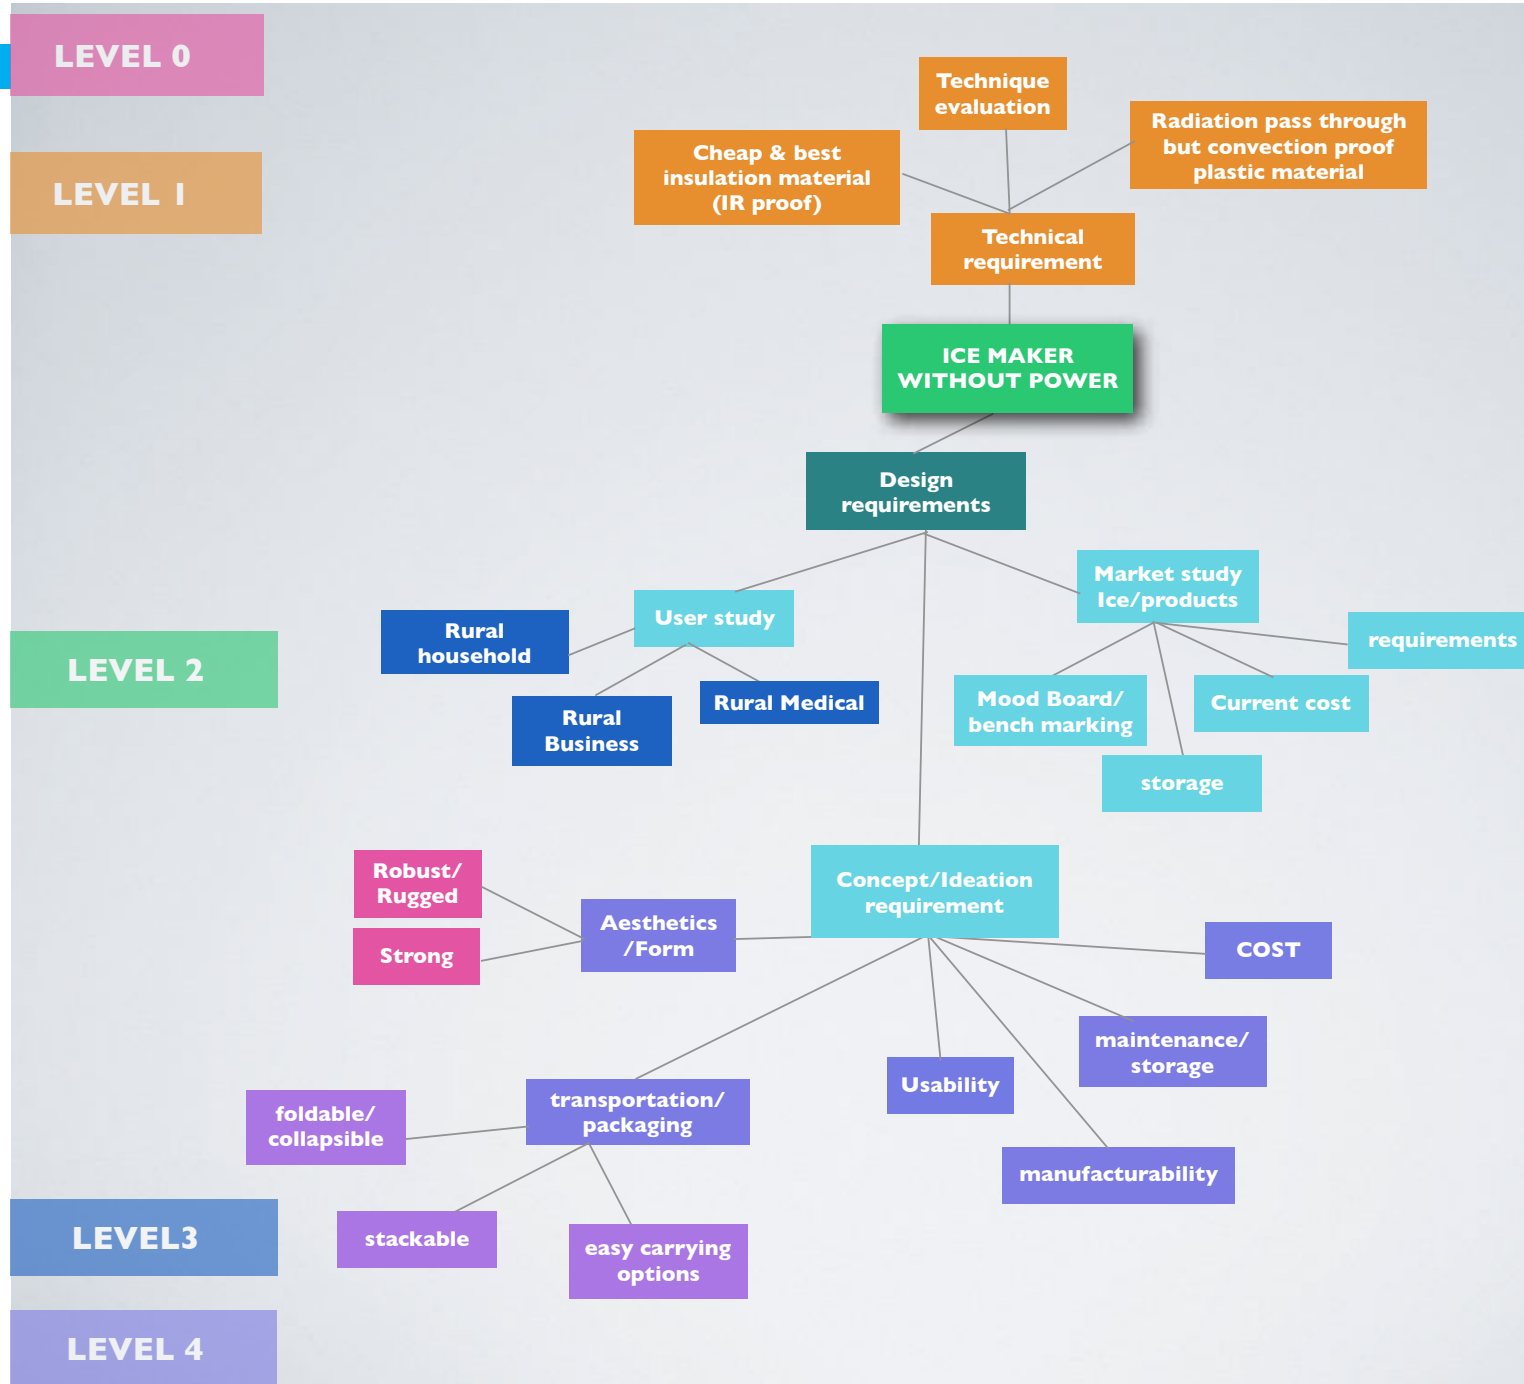 LEVEL 0
Technique
evaluation
Radiation pass through
but convection proof
plastic material
Cheap & best
insulation material
(IR proof)
LEVEL 1
Technical
requirement
ICE MAKER
WITHOUT POWER
Design
requirements
Market study
Ice/products
User study
Rural
household
requirements
LEVEL 2
Rural Medical
Mood Board/
bench marking
Current cost
Rural
Business
storage
Robust/
Rugged
Concept/Ideation
requirement
Aesthetics
/Form
Strong
COST
maintenance/
storage
Usability
transportation/
packaging
foldable/
collapsible
manufacturability
LEVEL3
stackable
easy carrying
options
LEVEL 4